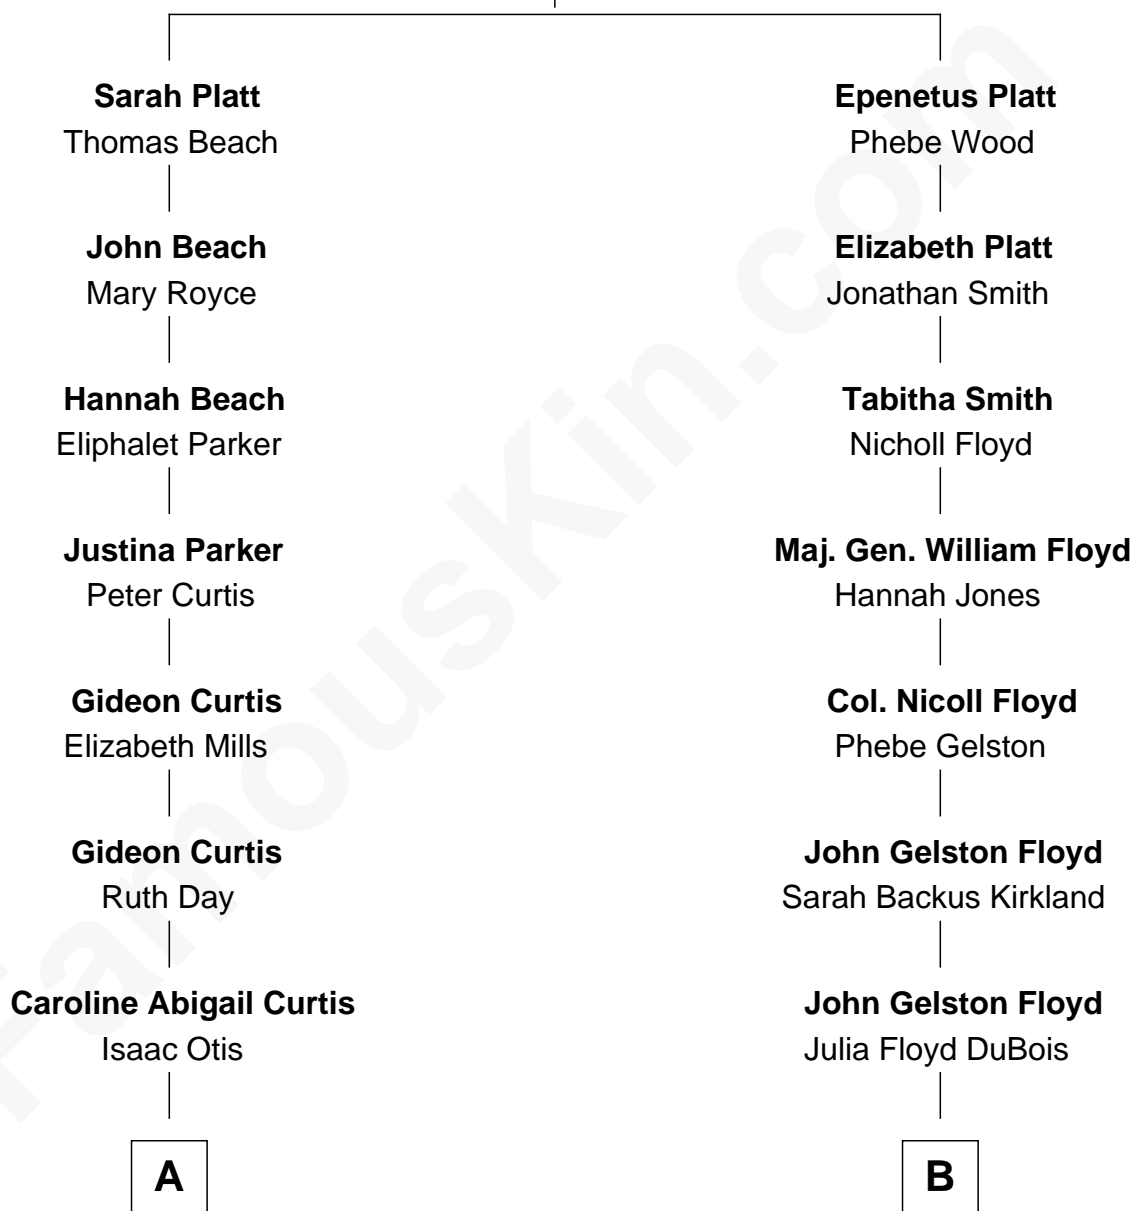 Sarah Platt
Thomas Beach
John Beach
Mary Royce
Hannah Beach
Eliphalet Parker
Justina Parker
Peter Curtis
Gideon Curtis
Elizabeth Mills
Gideon Curtis
Ruth Day
Caroline Abigail Curtis
Isaac Otis
A
Epenetus Platt
Phebe Wood
Elizabeth Platt
Jonathan Smith
Tabitha Smith
Nicholl Floyd
Maj. Gen. William Floyd
Hannah Jones
Col. Nicoll Floyd
Phebe Gelston
John Gelston Floyd
Sarah Backus Kirkland
John Gelston Floyd
Julia Floyd DuBois
B
FamousKin.com